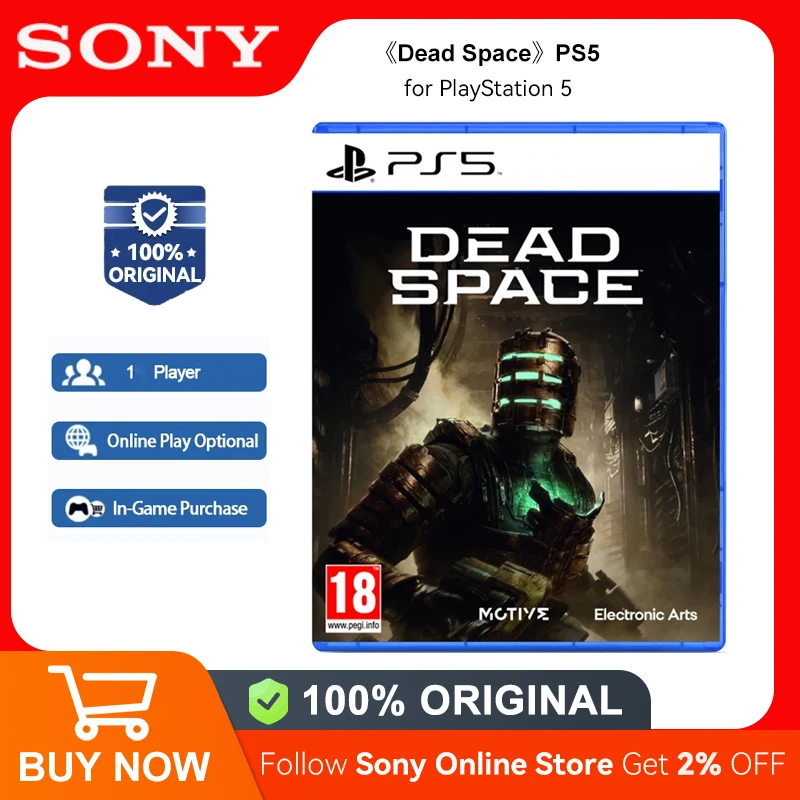 SONY
《Dead Space》PS5
for PlayStation 5
PS5
DEAD
SPACE
100%
ORIGINAL
1 Player
Online Play Optional
In-Game Purchase
18
www.pegi.info
MOTIVE
Electronic Arts
100% ORIGINAL
BUY NOW
Follow Sony Online Store Get 2% OFF